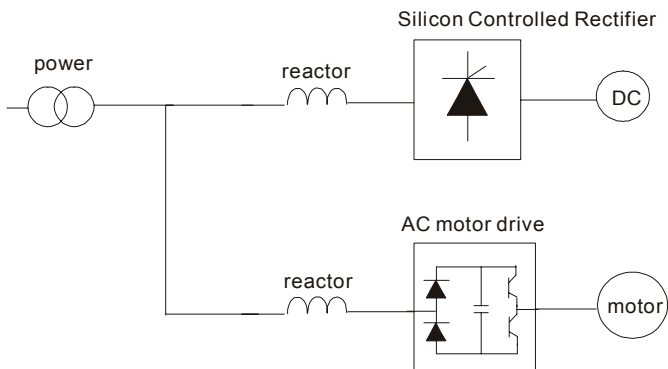 Silicon Controlled Rectifier
power
reactor
DC
AC motor drive
reactor
motor